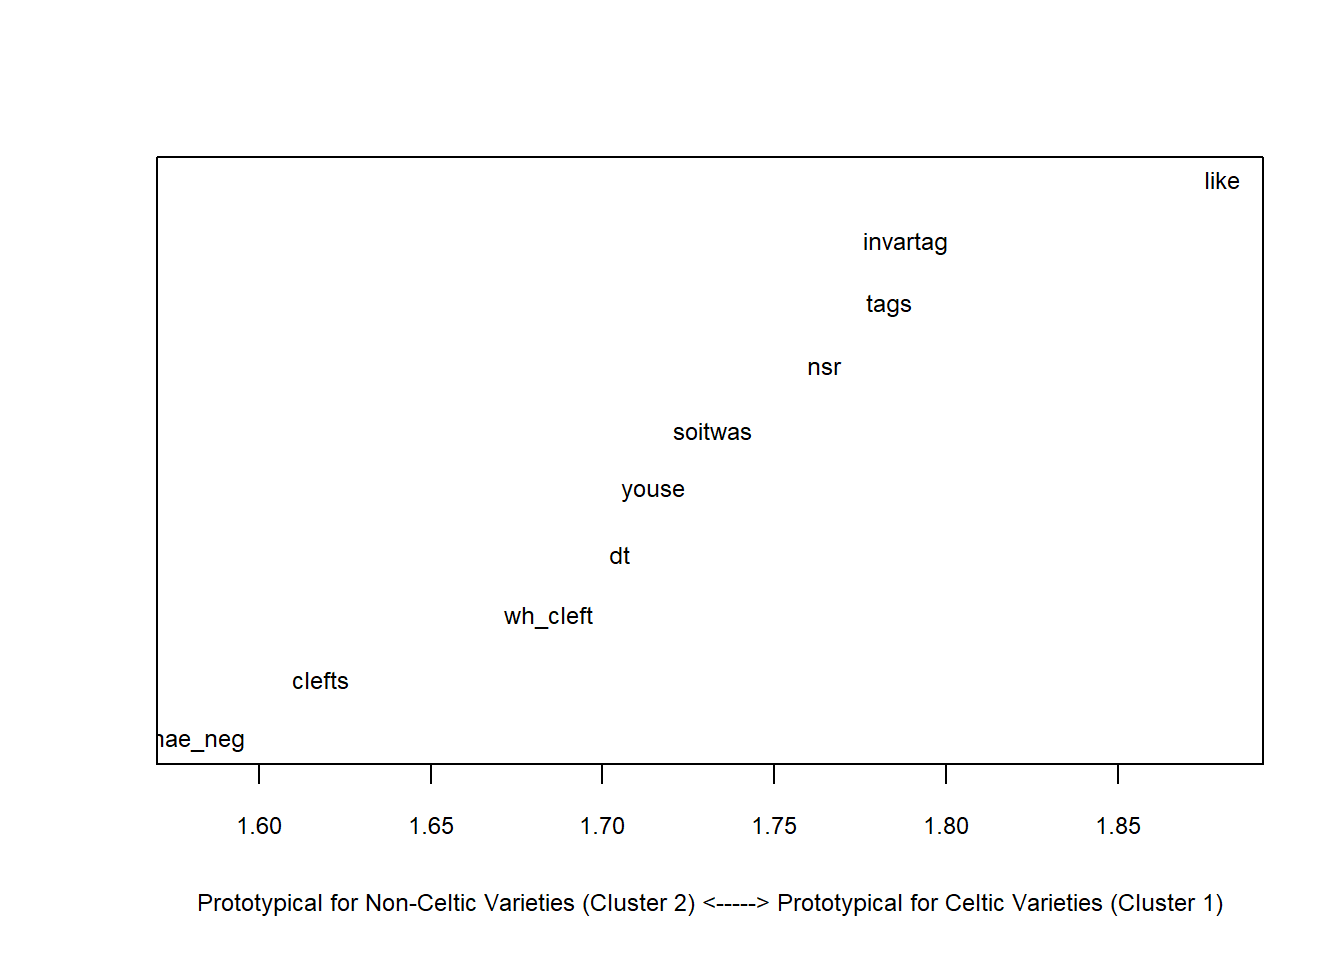 like
invartag
tags
nsr
soitwas
youse
dt
wh_cleft
clefts
nae_neg
1.60 1.65 1.70 1.75 1.80 1.85
Prototypical for Non-Celtic Varieties (Cluster 2) <-----> Prototypical for Celtic Varieties (Cluster 1)